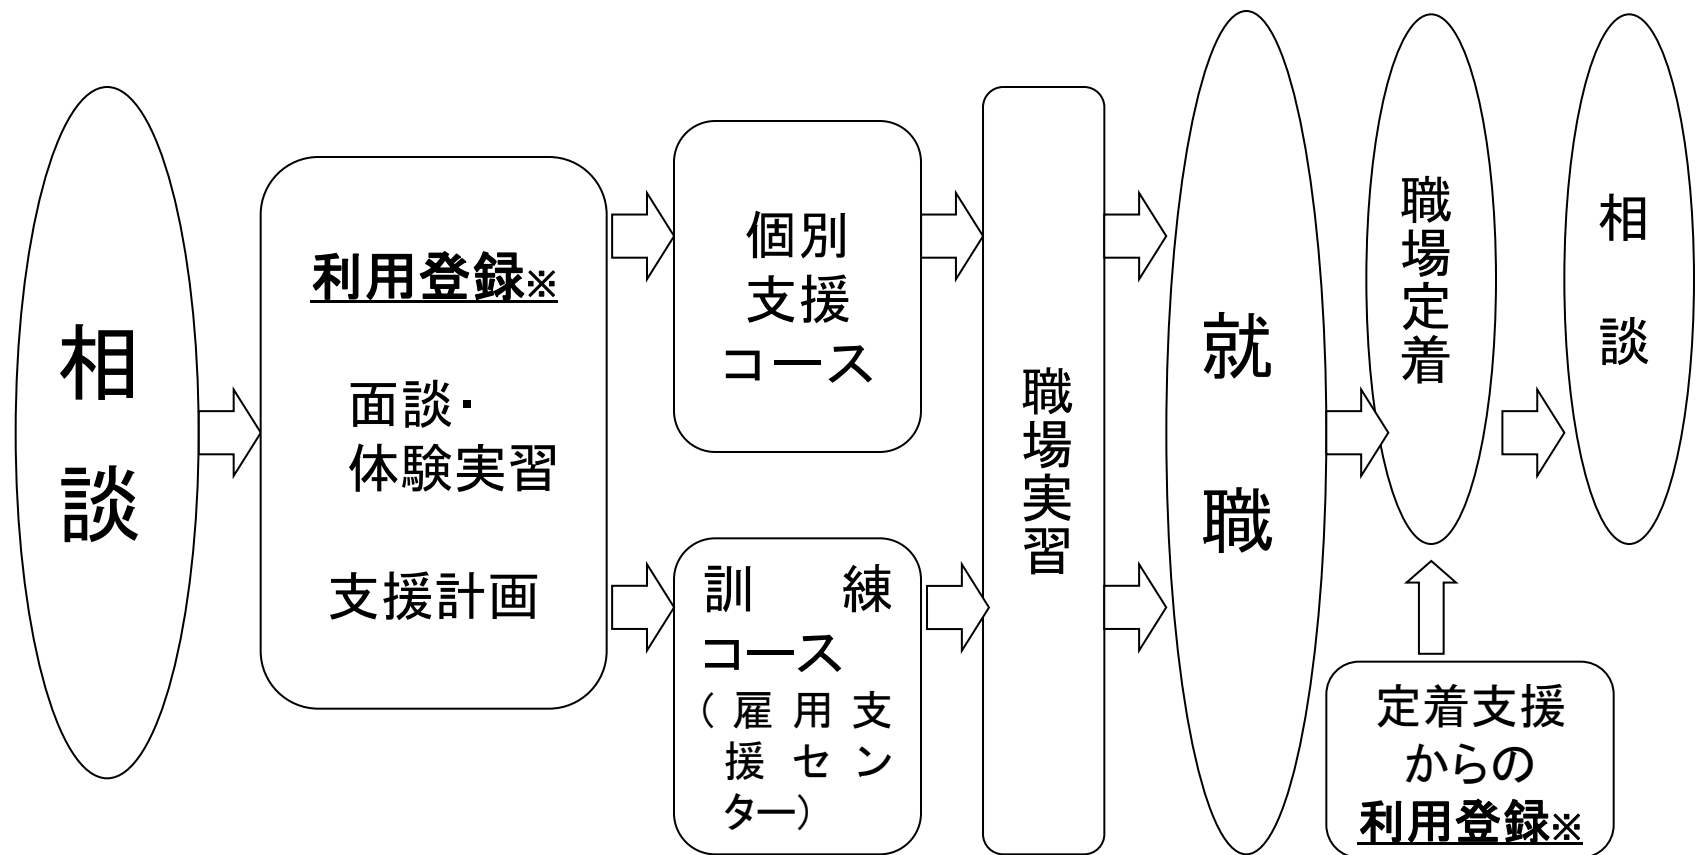 相談
利用登録※
面談・
体験実習
支援計画
個別
支援
コース
訓練
コース
（雇用支
援セン
ター）
職場実習
就職
職場定着
相談
定着支援
からの
利用登録※